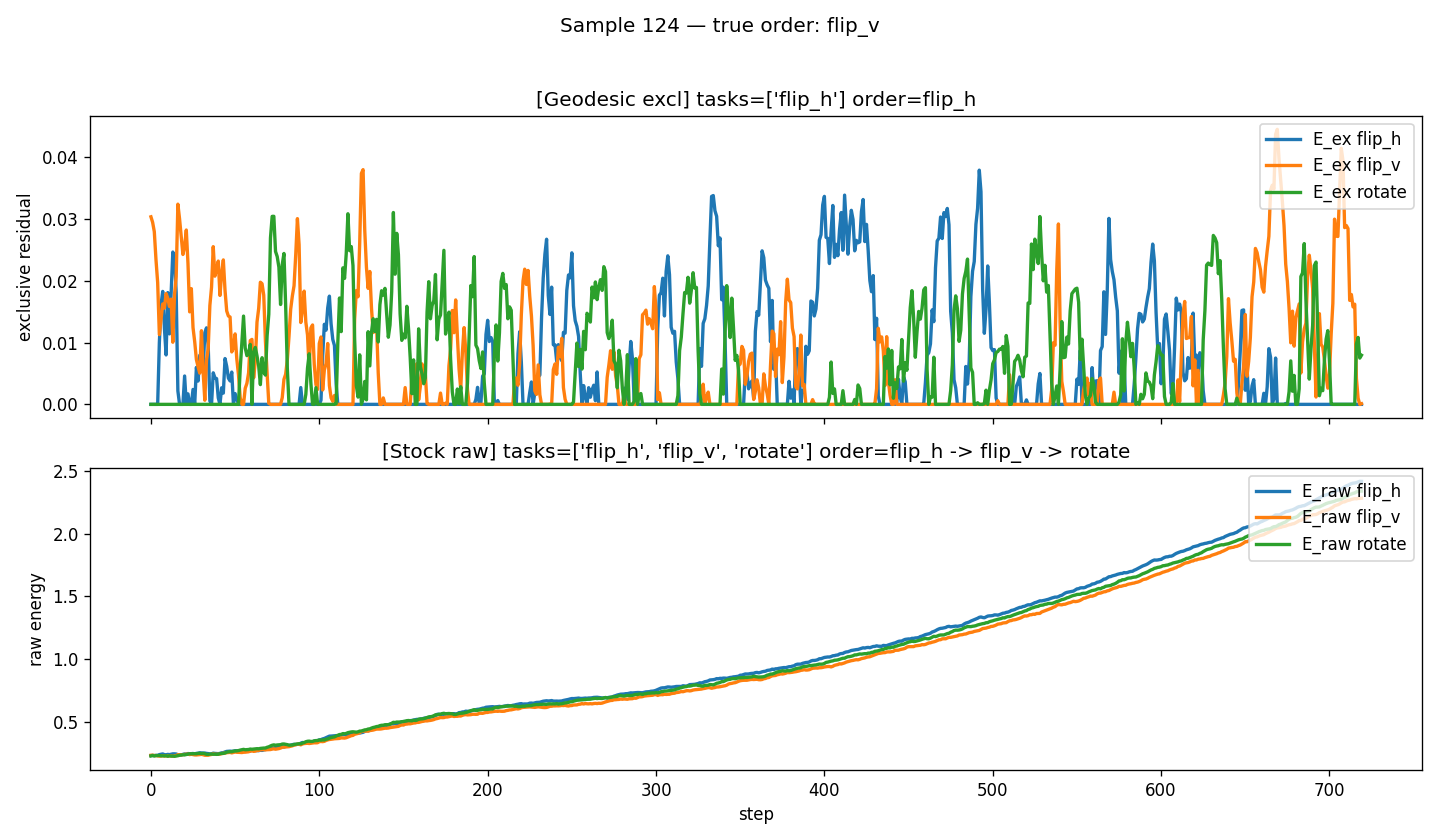 Sample 124 — true order: flip_v
[Geodesic excl] tasks=['flip_h'] order=flip_h
exclusive residual
0.04
0.03
0.02
0.01
0.00
E_ex flip_h
E_ex flip_v
E_ex rotate
[Stock raw] tasks=['flip_h', 'flip_v', 'rotate'] order=flip_h -> flip_v -> rotate
raw energy
2.5
2.0
1.5
1.0
0.5
E_raw flip_h
E_raw flip_v
E_raw rotate
0 100 200 300 400 500 600 700
step